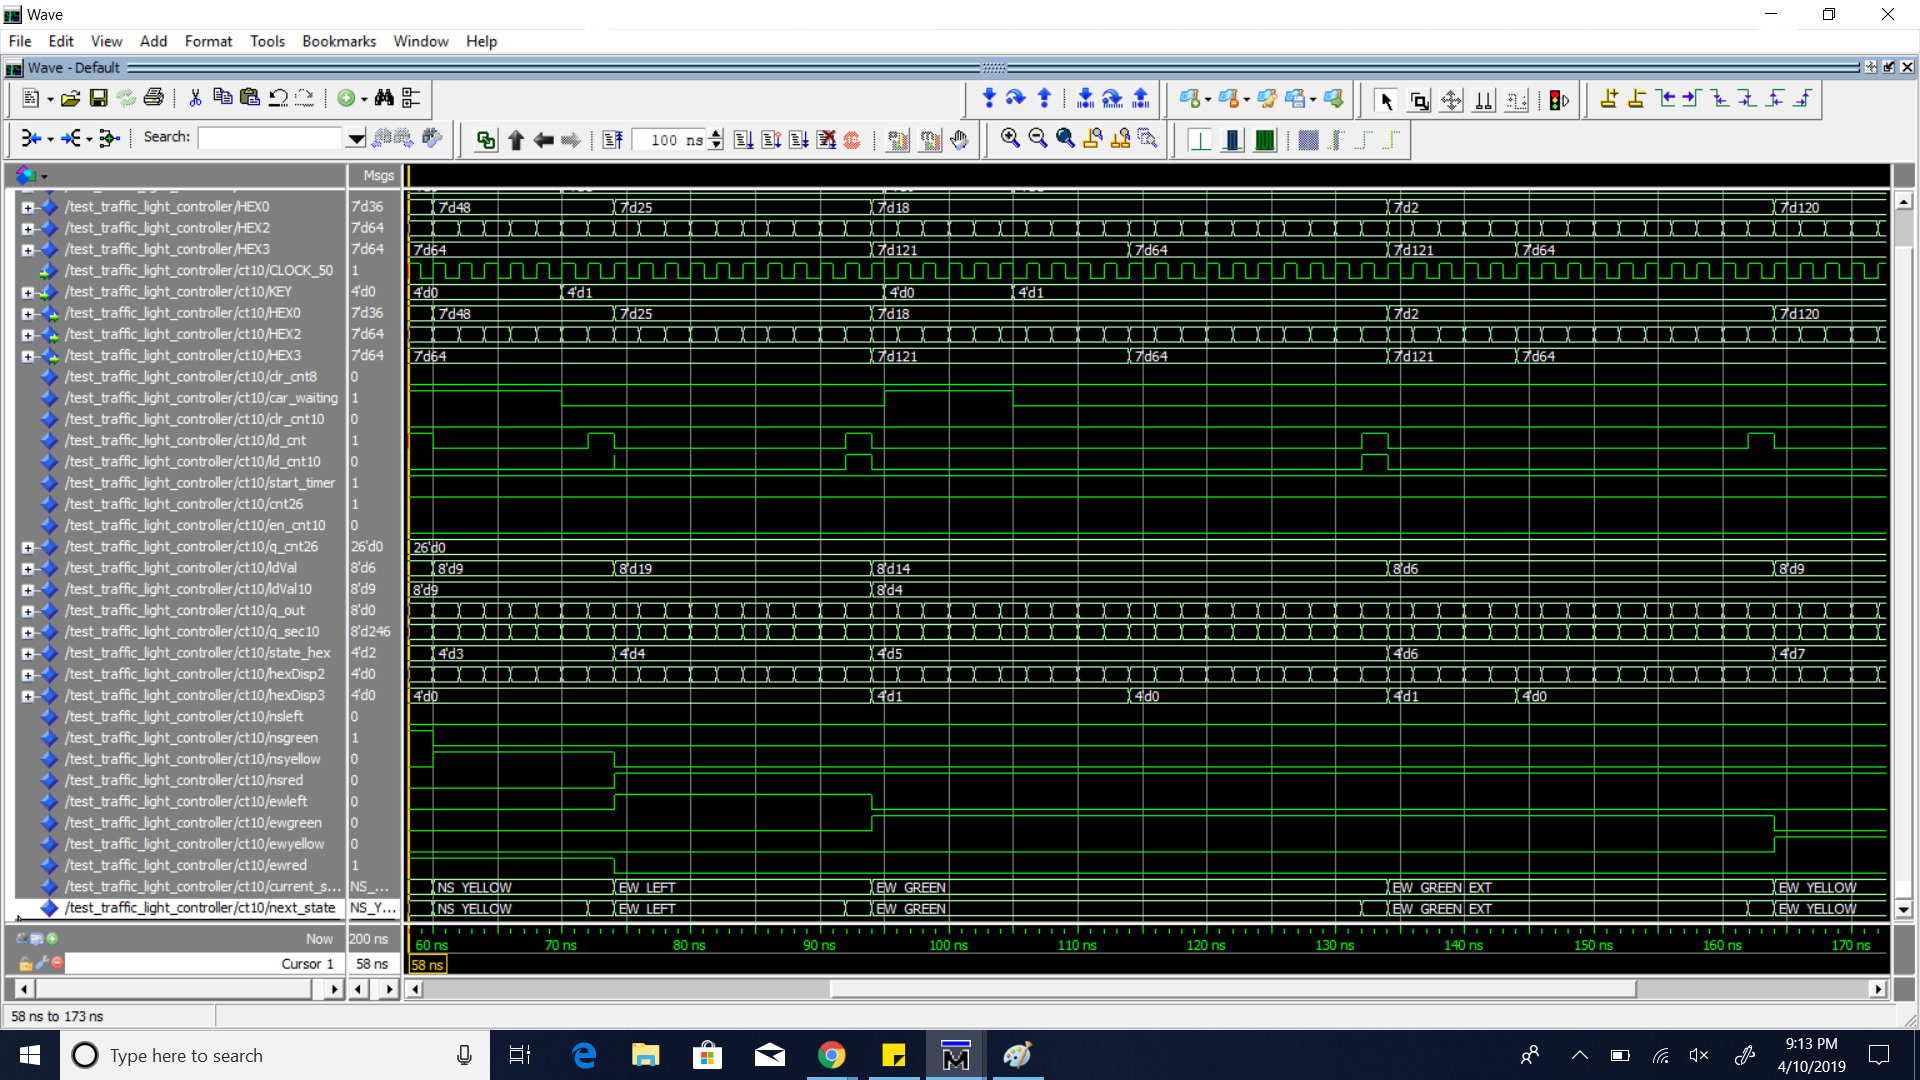 Wave
File Edit View Add Format Tools Bookmarks Window Help
Wave - Default
Search: 100 ns
Msgs
/test_traffic_light_controller/HEX0 7'd36 7'd48 7'd25 7'd18 7'd2 7'd120
/test_traffic_light_controller/HEX2 7'd64
/test_traffic_light_controller/HEX3 7'd64 7'd64 7'd121 7'd64 7'd121 7'd64
/test_traffic_light_controller/ct10/CLOCK_50 1
/test_traffic_light_controller/ct10/KEY 4'd0 4'd0 4'd1 4'd0 4'd1
/test_traffic_light_controller/ct10/HEX0 7'd36 7'd48 7'd25 7'd18 7'd2 7'd120
/test_traffic_light_controller/ct10/HEX2 7'd64
/test_traffic_light_controller/ct10/HEX3 7'd64 7'd64 7'd121 7'd64 7'd121 7'd64
/test_traffic_light_controller/ct10/clr_cnt8 0
/test_traffic_light_controller/ct10/car_waiting 1
/test_traffic_light_controller/ct10/clr_cnt10 0
/test_traffic_light_controller/ct10/ld_cnt 1
/test_traffic_light_controller/ct10/ld_cnt10 0
/test_traffic_light_controller/ct10/start_timer 1
/test_traffic_light_controller/ct10/cnt26 1
/test_traffic_light_controller/ct10/en_cnt10 0
/test_traffic_light_controller/ct10/q_cnt26 26'd0 26'd0
/test_traffic_light_controller/ct10/ldVal 8'd6 8'd9 8'd19 8'd14 8'd6 8'd9
/test_traffic_light_controller/ct10/ldVal10 8'd9 8'd9 8'd4
/test_traffic_light_controller/ct10/q_out 8'd0
/test_traffic_light_controller/ct10/q_sec10 8'd246
/test_traffic_light_controller/ct10/state_hex 4'd2 4'd3 4'd4 4'd5 4'd6 4'd7
/test_traffic_light_controller/ct10/hexDisp2 4'd0
/test_traffic_light_controller/ct10/hexDisp3 4'd0 4'd0 4'd1 4'd0 4'd1 4'd0
/test_traffic_light_controller/ct10/nsleft 0
/test_traffic_light_controller/ct10/nsgreen 1
/test_traffic_light_controller/ct10/nsyellow 0
/test_traffic_light_controller/ct10/nsred 0
/test_traffic_light_controller/ct10/ewleft 0
/test_traffic_light_controller/ct10/ewgreen 0
/test_traffic_light_controller/ct10/ewyellow 0
/test_traffic_light_controller/ct10/ewred 1
/test_traffic_light_controller/ct10/current_s... NS_... NS_YELLOW EW_LEFT EW_GREEN EW_GREEN_EXT EW_YELLOW
/test_traffic_light_controller/ct10/next_state NS_Y... NS_YELLOW EW_LEFT EW_GREEN EW_GREEN_EXT EW_YELLOW
Now 200 ns 60 ns 70 ns 80 ns 90 ns 100 ns 110 ns 120 ns 130 ns 140 ns 150 ns 160 ns 170 ns
Cursor 1 58 ns 58 ns
58 ns to 173 ns
Type here to search
9:13 PM
4/10/2019